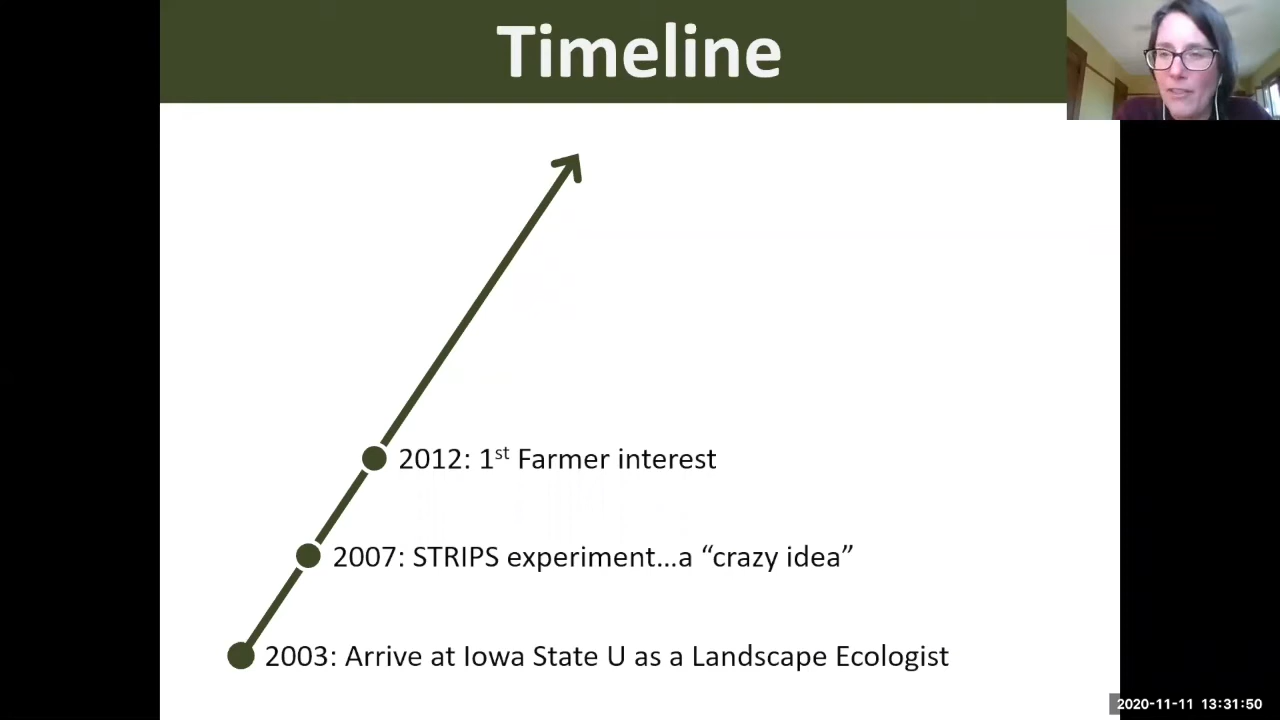 Timeline
2012: 1st Farmer interest
2007: STRIPS experiment...a “crazy idea”
2003: Arrive at Iowa State U as a Landscape Ecologist
2020-11-11 13:31:50